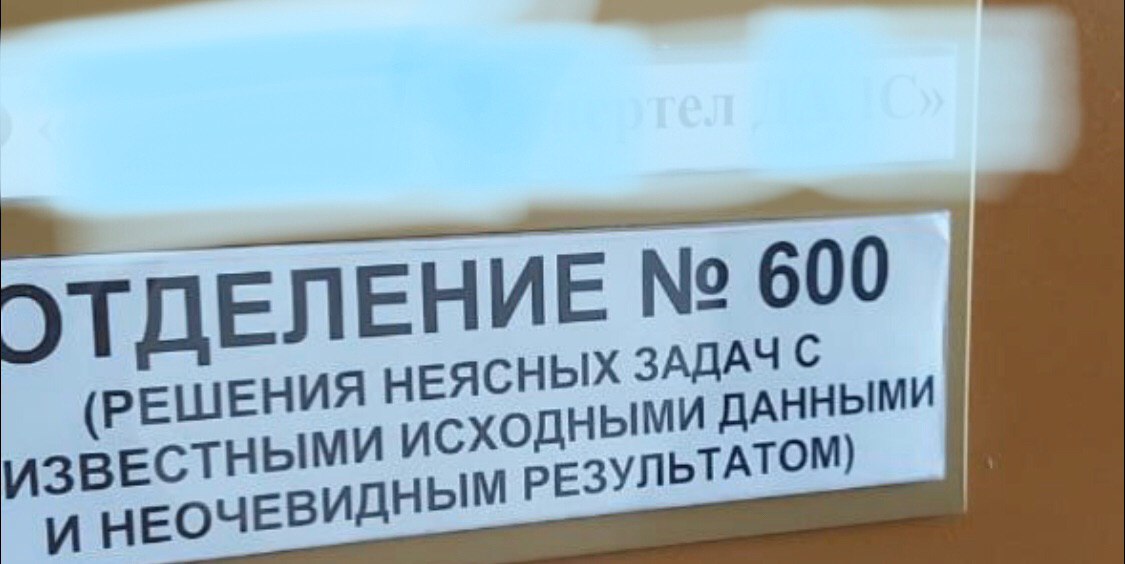 ОТДЕЛЕНИЕ № 600
(РЕШЕНИЯ НЕЯСНЫХ ЗАДАЧ С
ИЗВЕСТНЫМИ ИСХОДНЫМИ ДАННЫМИ
И НЕОЧЕВИДНЫМ РЕЗУЛЬТАТОМ)